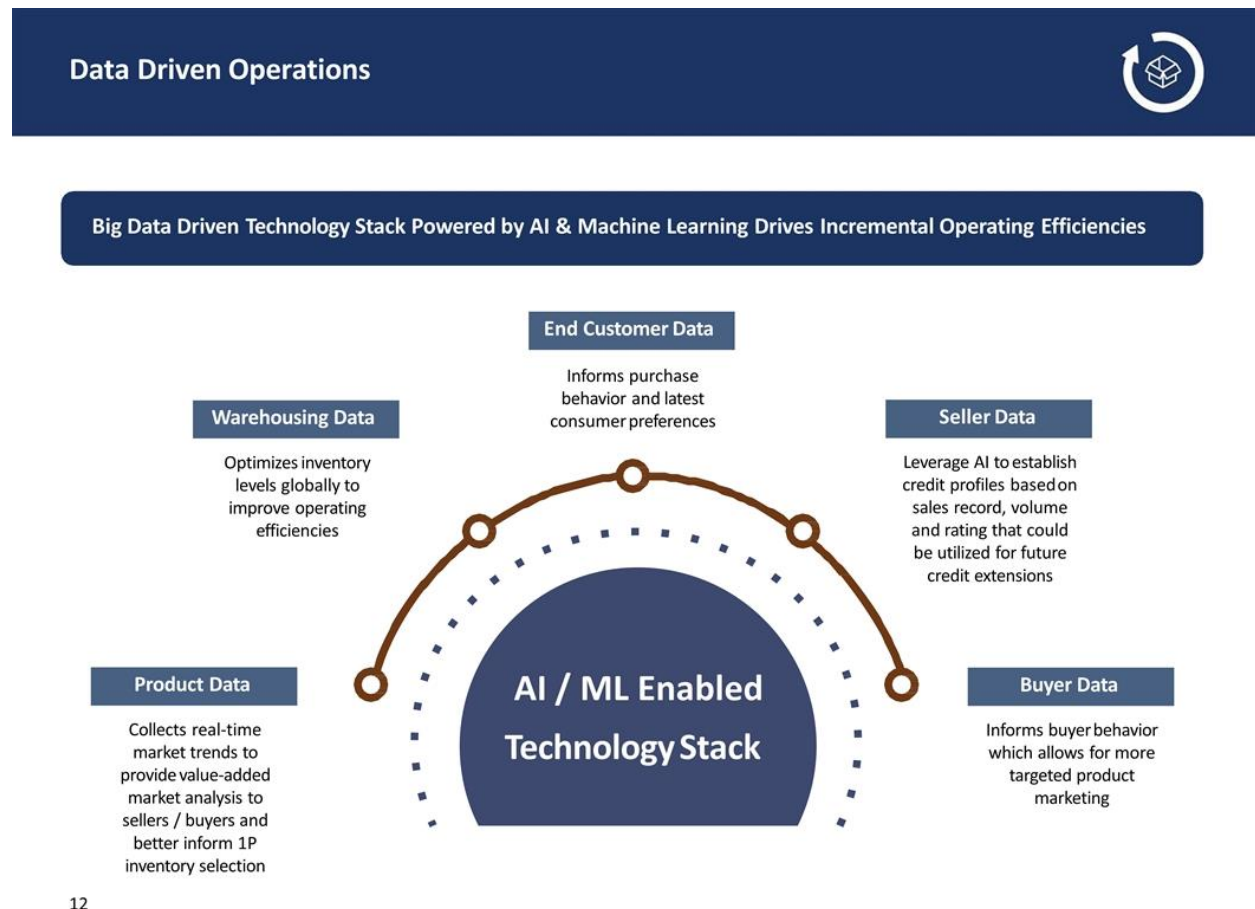 Data Driven Operations
Big Data Driven Technology Stack Powered by AI & Machine Learning Drives Incremental Operating Efficiencies
End Customer Data
Informs purchase
behavior and latest
consumer preferences
Warehousing Data
Optimizes inventory
levels globally to
improve operating
efficiencies
Seller Data
Leverage AI to establish
credit profiles based on
sales record, volume
and rating that could
be utilized for future
credit extensions
Product Data
Collects real-time
market trends to
provide value-added
market analysis to
sellers / buyers and
better inform 1P
inventory selection
AI / ML Enabled
Technology Stack
Buyer Data
Informs buyer behavior
which allows for more
targeted product
marketing
12